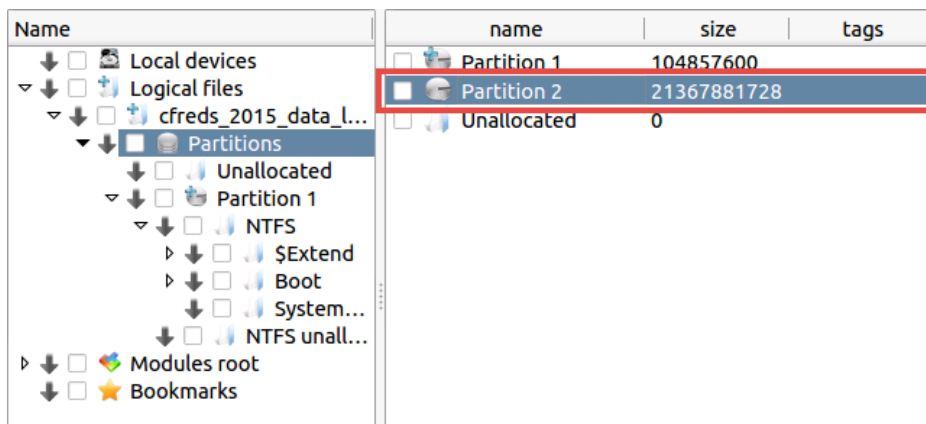 Name
Local devices
Logical files
cfreds_2015_data_l...
Partitions
Unallocated
Partition 1
NTFS
$Extend
Boot
System...
NTFS unall...
Modules root
Bookmarks
name size tags
Partition 1 104857600
Partition 2 21367881728
Unallocated 0